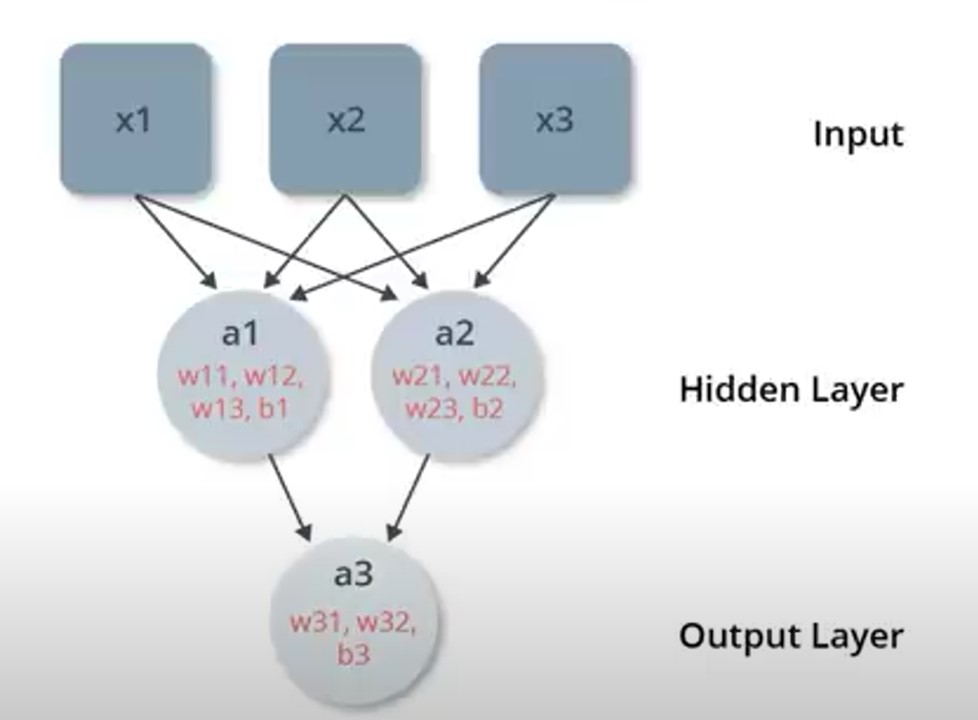 x1 x2 x3
Input
a1
w11, w12,
w13, b1
a2
w21, w22,
w23, b2
Hidden Layer
a3
w31, w32,
b3
Output Layer